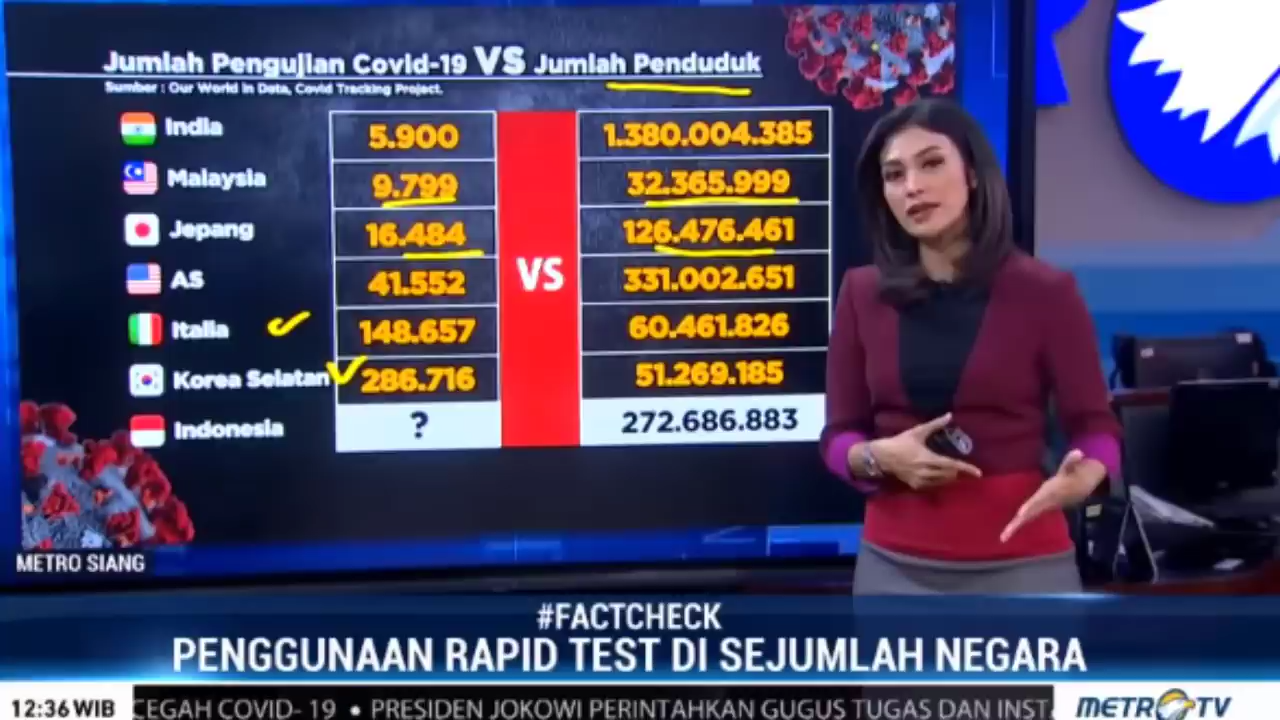 Jumlah Pengujian Covid-19 VS Jumlah Penduduk
Sumber : Our World in Data, Covid Tracking Project.
India 5.900 1.380.004.385
Malaysia 9.799 32.365.999
Jepang 16.484 126.476.461
AS 41.552 VS 331.002.651
Italia 148.657 60.461.826
Korea Selatan 286.716 51.269.185
Indonesia ? 272.686.883
METRO SIANG
#FACTCHECK
PENGGUNAAN RAPID TEST DI SEJUMLAH NEGARA
12:36 WIB CEGAH COVID- 19 • PRESIDEN JOKOWI PERINTAHKAN GUGUS TUGAS DAN INST METRO TV